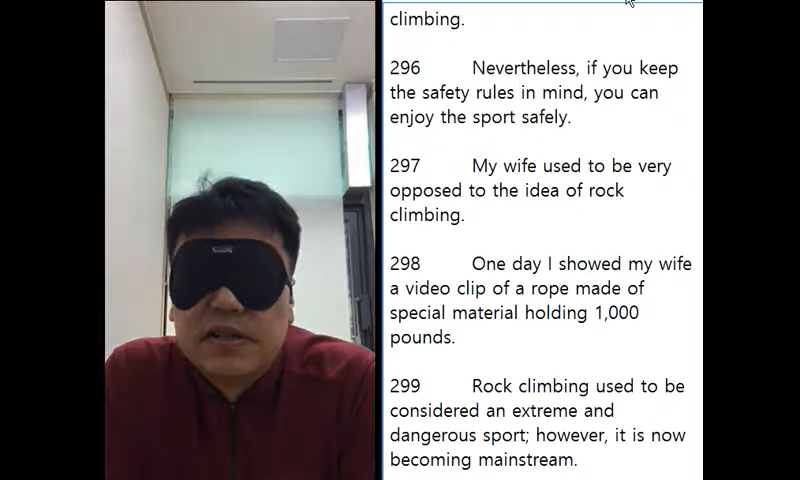 climbing.
296 Nevertheless, if you keep
the safety rules in mind, you can
enjoy the sport safely.
297 My wife used to be very
opposed to the idea of rock
climbing.
298 One day I showed my wife
a video clip of a rope made of
special material holding 1,000
pounds.
299 Rock climbing used to be
considered an extreme and
dangerous sport; however, it is now
becoming mainstream.